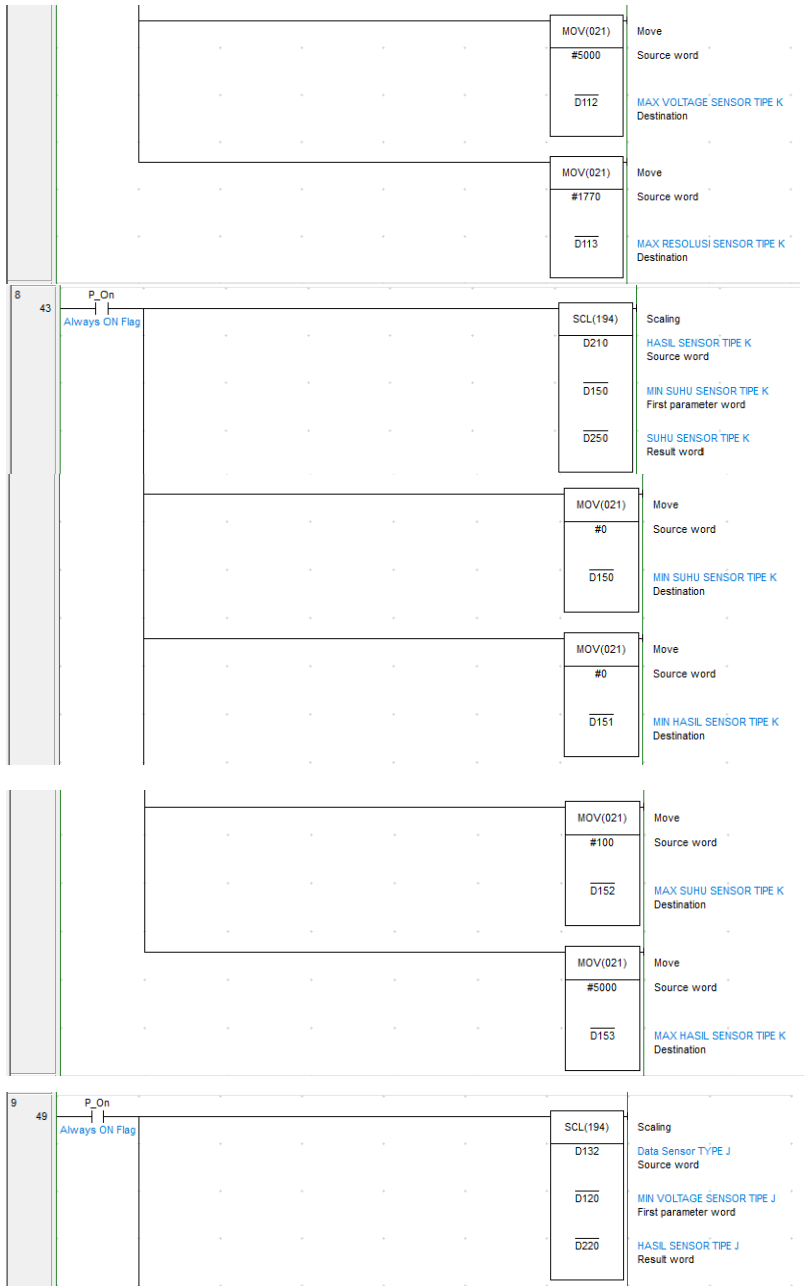 MOV(021) Move
#5000 Source word
D112 MAX VOLTAGE SENSOR TIPE K
Destination
MOV(021) Move
#1770 Source word
D113 MAX RESOLUSI SENSOR TIPE K
Destination
8 P_On
43
Always ON Flag
SCL(194) Scaling
D210 HASIL SENSOR TIPE K
Source word
D150 MIN SUHU SENSOR TIPE K
First parameter word
D250 SUHU SENSOR TIPE K
Result word
MOV(021) Move
#0 Source word
D150 MIN SUHU SENSOR TIPE K
Destination
MOV(021) Move
#0 Source word
D151 MIN HASIL SENSOR TIPE K
Destination
MOV(021) Move
#100 Source word
D152 MAX SUHU SENSOR TIPE K
Destination
MOV(021) Move
#5000 Source word
D153 MAX HASIL SENSOR TIPE K
Destination
9 P_On
49
Always ON Flag
SCL(194) Scaling
D132 Data Sensor TYPE J
Source word
D120 MIN VOLTAGE SENSOR TIPE J
First parameter word
D220 HASIL SENSOR TIPE J
Result word